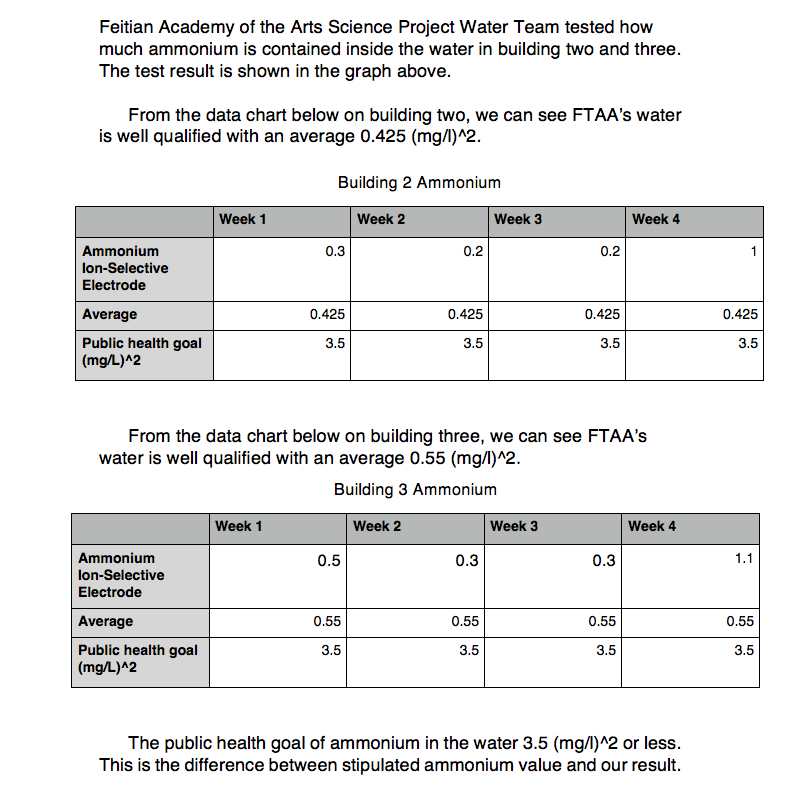 Feitian Academy of the Arts Science Project Water Team tested how
much ammonium is contained inside the water in building two and three.
The test result is shown in the graph above.
From the data chart below on building two, we can see FTAA’s water
is well qualified with an average 0.425 (mg/l)^2.
Building 2 Ammonium
Week 1 Week 2 Week 3 Week 4
Ammonium 0.3 0.2 0.2 1
Ion-Selective
Electrode
Average 0.425 0.425 0.425 0.425
Public health goal 3.5 3.5 3.5 3.5
(mg/L)^2
From the data chart below on building three, we can see FTAA’s
water is well qualified with an average 0.55 (mg/l)^2.
Building 3 Ammonium
Week 1 Week 2 Week 3 Week 4
Ammonium 0.5 0.3 0.3 1.1
Ion-Selective
Electrode
Average 0.55 0.55 0.55 0.55
Public health goal 3.5 3.5 3.5 3.5
(mg/L)^2
The public health goal of ammonium in the water 3.5 (mg/l)^2 or less.
This is the difference between stipulated ammonium value and our result.